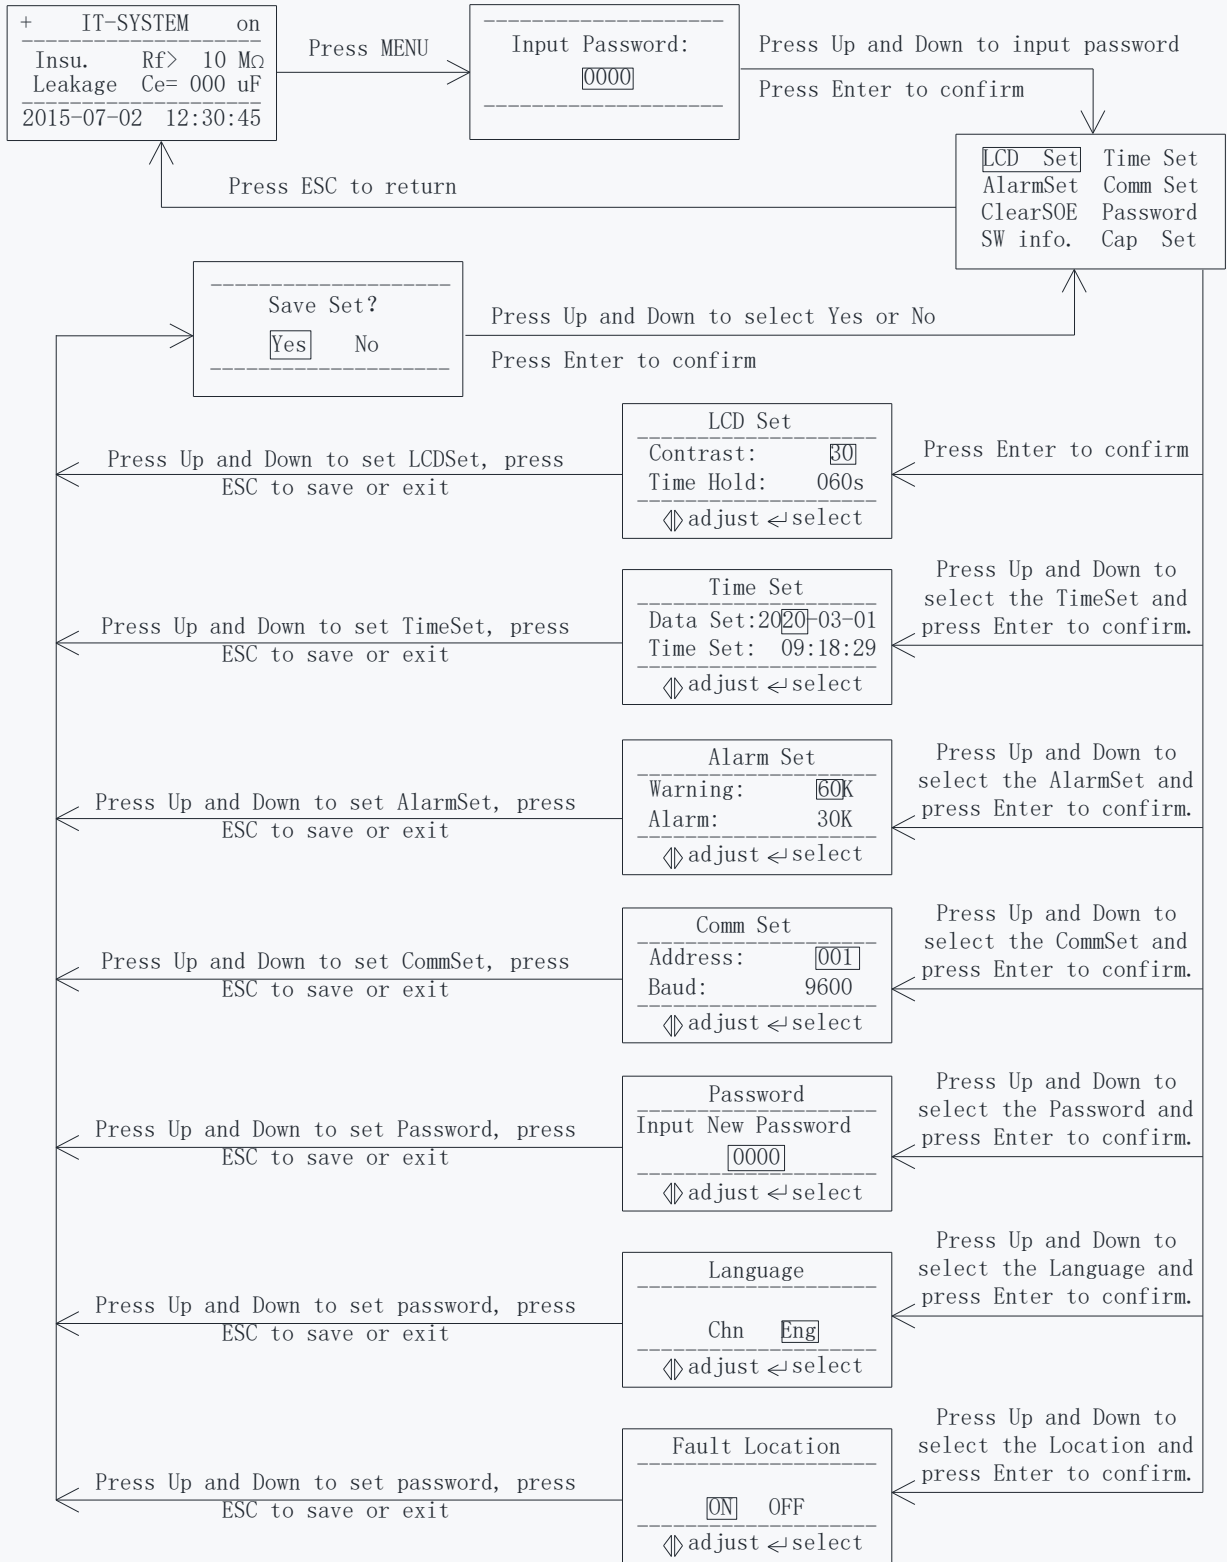 + IT-SYSTEM on
Insu. Rf> 10 MΩ
Leakage Ce= 000 uF
2015-07-02 12:30:45
Press MENU
Input Password:
0000
Press Up and Down to input password
Press Enter to confirm
LCD Set Time Set
AlarmSet Comm Set
ClearSOE Password
SW info. Cap Set
Press ESC to return
Save Set?
Yes No
Press Up and Down to select Yes or No
Press Enter to confirm
Press Up and Down to set LCDSet, press
ESC to save or exit
LCD Set
Contrast: 30
Time Hold: 060s
adjust select
Press Enter to confirm
Press Up and Down to set TimeSet, press
ESC to save or exit
Time Set
Data Set:2020-03-01
Time Set: 09:18:29
adjust select
Press Up and Down to
select the TimeSet and
press Enter to confirm.
Press Up and Down to set AlarmSet, press
ESC to save or exit
Alarm Set
Warning: 60K
Alarm: 30K
adjust select
Press Up and Down to
select the AlarmSet and
press Enter to confirm.
Press Up and Down to set CommSet, press
ESC to save or exit
Comm Set
Address: 001
Baud: 9600
adjust select
Press Up and Down to
select the CommSet and
press Enter to confirm.
Press Up and Down to set Password, press
ESC to save or exit
Password
Input New Password
0000
adjust select
Press Up and Down to
select the Password and
press Enter to confirm.
Press Up and Down to set password, press
ESC to save or exit
Language
Chn Eng
adjust select
Press Up and Down to
select the Language and
press Enter to confirm.
Press Up and Down to set password, press
ESC to save or exit
Fault Location
ON OFF
adjust select
Press Up and Down to
select the Location and
press Enter to confirm.